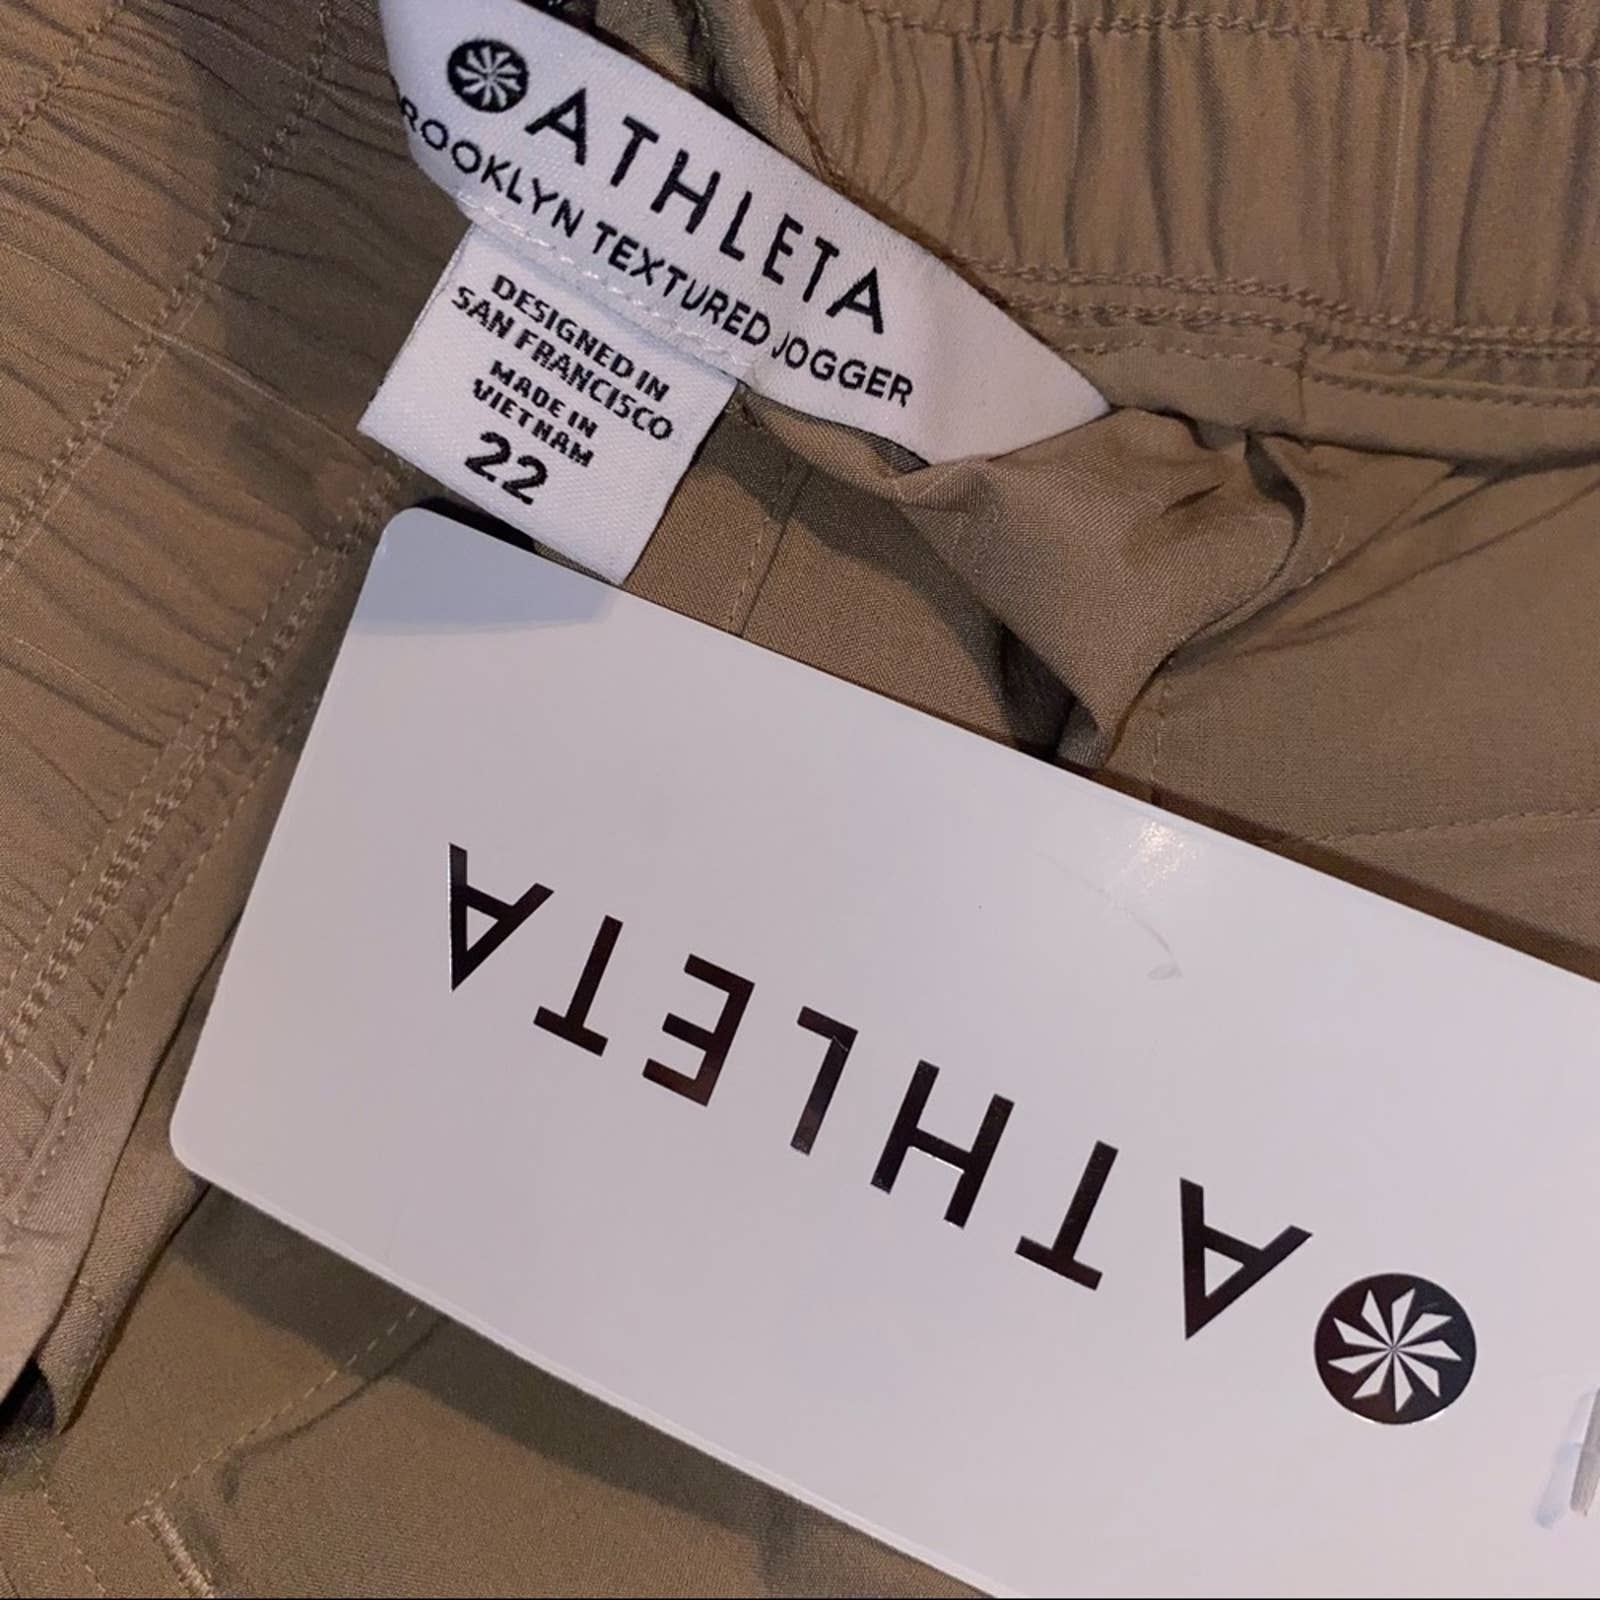 ATHLETA
ROOKLYN TEXTURED JOGGER
DESIGNED IN
SAN FRANCISCO
MADE IN
VIETNAM
22
ATHLETA